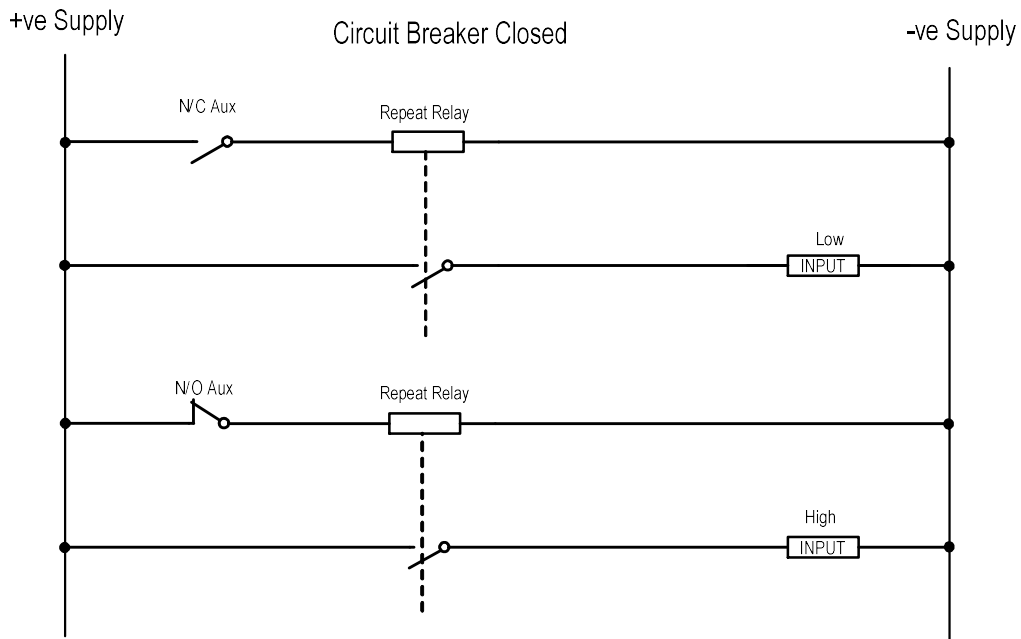 +ve Supply
Circuit Breaker Closed
-ve Supply
N/C Aux
Repeat Relay
Low
INPUT
N/O Aux
Repeat Relay
High
INPUT